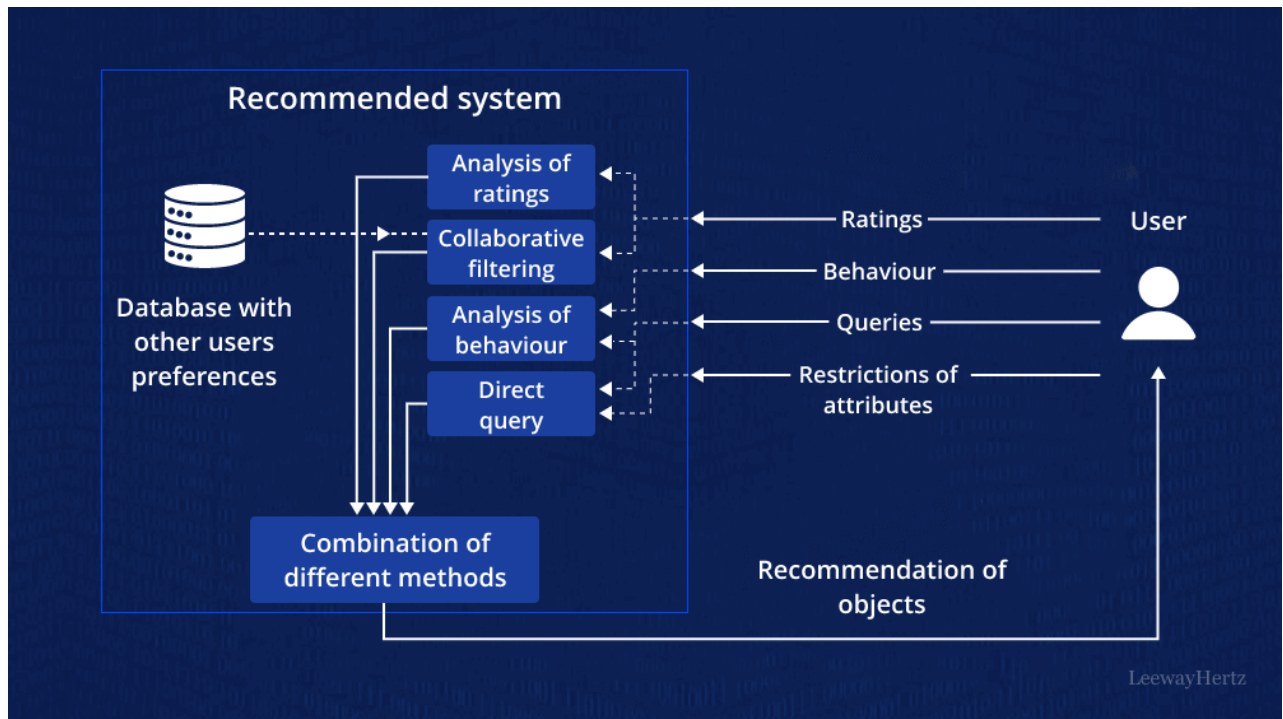 Recommended system
Analysis of
ratings
Collaborative
filtering
Analysis of
behaviour
Direct
query
Database with
other users
preferences
Combination of
different methods
Ratings
Behaviour
Queries
Restrictions of
attributes
User
Recommendation of
objects
LeewayHertz